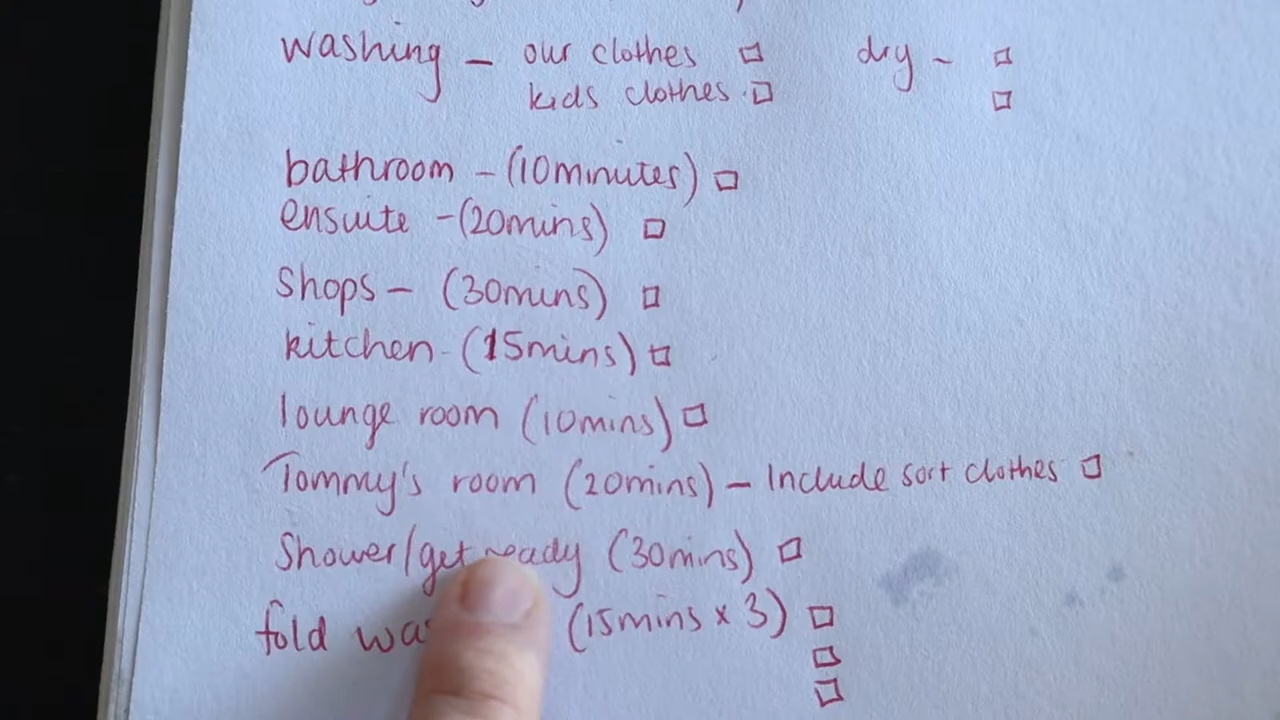 washing - our clothes □ dry - □
kids clothes □ □
bathroom - (10minutes) □
ensuite - (20mins) □
Shops - (30mins) □
kitchen - (15mins) □
lounge room (10mins) □
Tommy's room (20mins) - Include sort clothes □
Shower/get ready (30mins) □
fold (15mins x 3) □
□
□